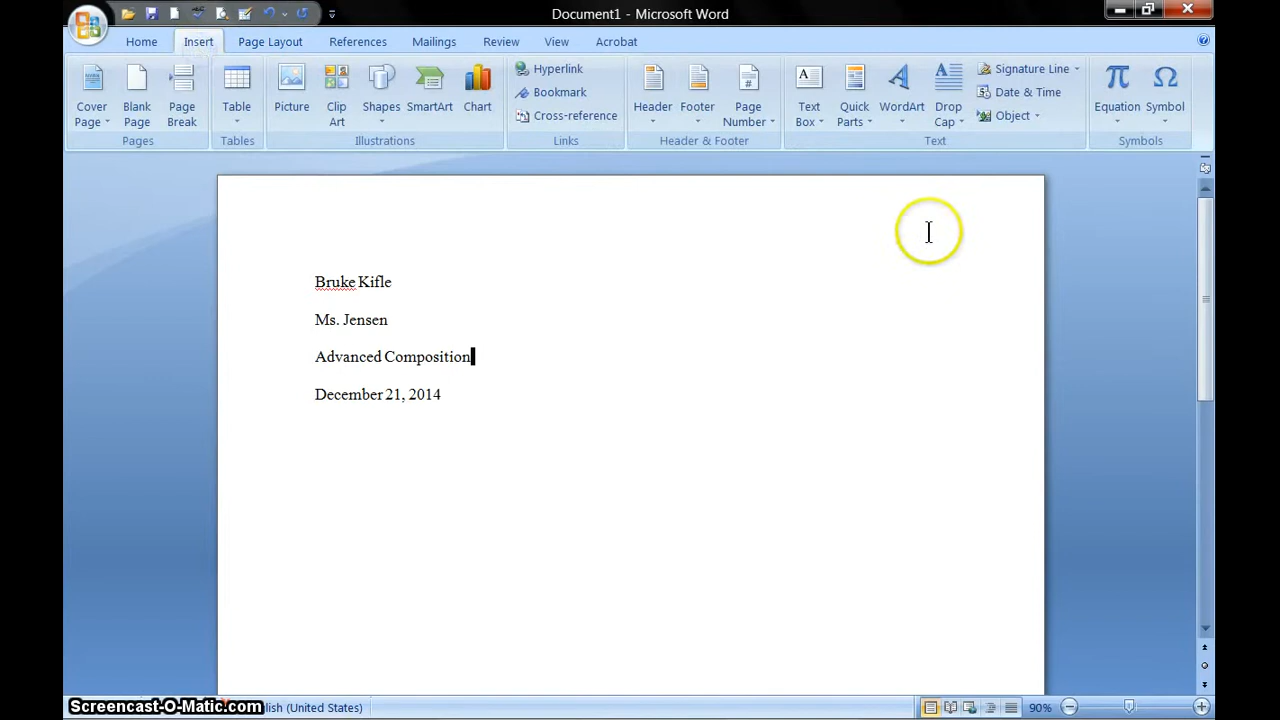 Document1 - Microsoft Word
Home Insert Page Layout References Mailings Review View Acrobat
Cover Page
Blank Page
Page Break
Table
Picture
Clip Art
Shapes
SmartArt
Chart
Hyperlink
Bookmark
Cross-reference
Header
Footer
Page Number
Text Box
Quick Parts
WordArt
Drop Cap
Signature Line
Date & Time
Object
Equation
Symbol
Pages Tables Illustrations Links Header & Footer Text Symbols
Bruke Kifle
Ms. Jensen
Advanced Composition
December 21, 2014
Screencast-O-Matic.com
lish (United States) 90%